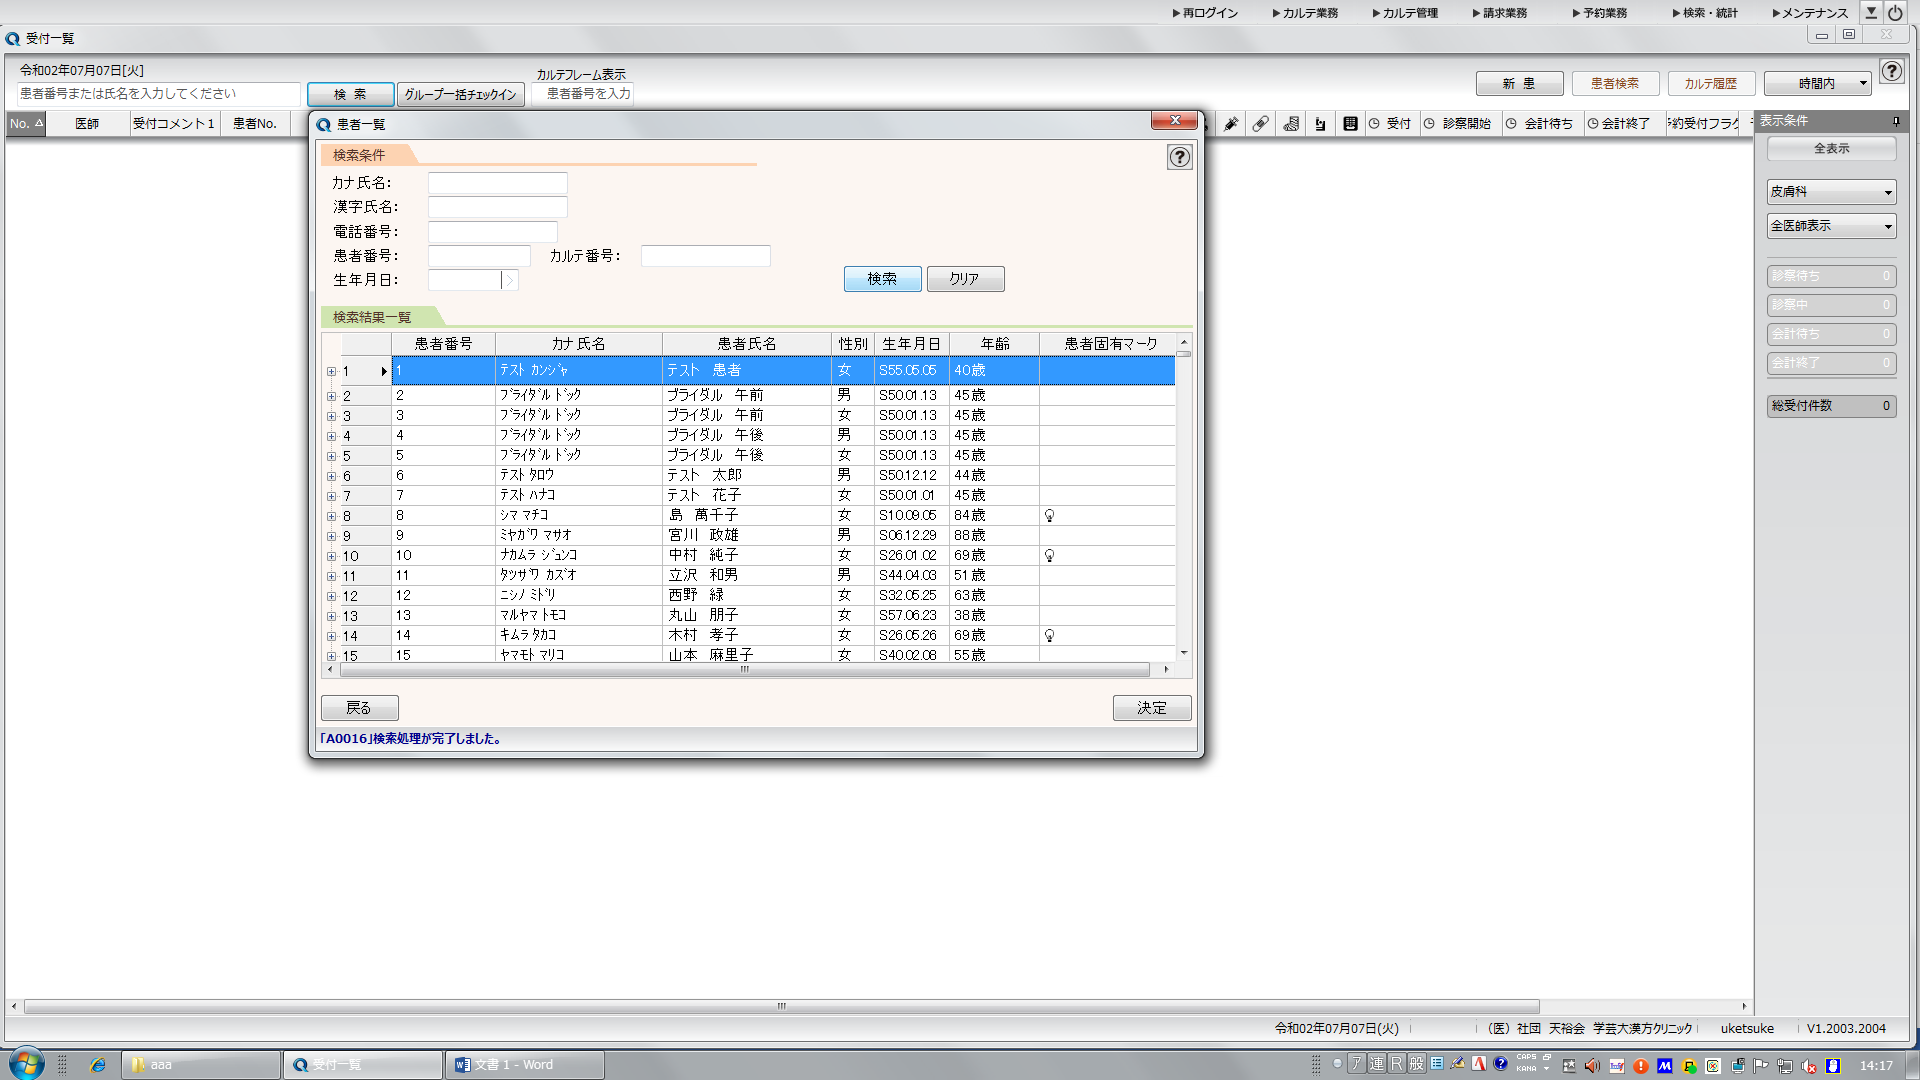 ▶再ログイン ▶カルテ業務 ▶カルテ管理 ▶請求業務 ▶予約業務 ▶検索・統計 ▶メンテナンス
受付一覧
令和02年07月07日[火]
患者番号または氏名を入力してください
検 索
グループ一括チェックイン
カルテフレーム表示
患者番号を入力
新 患
患者検索
カルテ履歴
時間内
No. 医師 受付コメント1 患者No.
受付 診察開始 会計待ち 会計終了 約受付フラグ
患者一覧
検索条件
カナ氏名:
漢字氏名:
電話番号:
患者番号: カルテ番号:
生年月日:
検索 クリア
検索結果一覧
患者番号 カナ氏名 患者氏名 性別 生年月日 年齢 患者固有マーク
1 1 ﾃｽﾄ ｶﾝｼﾞｬ テスト 患者 女 S55.05.05 40歳
2 2 ﾌﾞﾗｲﾀﾞﾙ ﾄﾞｯｸ ブライダル 午前 男 S50.01.13 45歳
3 3 ﾌﾞﾗｲﾀﾞﾙ ﾄﾞｯｸ ブライダル 午前 女 S50.01.13 45歳
4 4 ﾌﾞﾗｲﾀﾞﾙ ﾄﾞｯｸ ブライダル 午後 男 S50.01.13 45歳
5 5 ﾌﾞﾗｲﾀﾞﾙ ﾄﾞｯｸ ブライダル 午後 女 S50.01.13 45歳
6 6 ﾃｽﾄ ﾀﾛｳ テスト 太郎 男 S50.12.12 44歳
7 7 ﾃｽﾄ ﾊﾅｺ テスト 花子 女 S50.01.01 45歳
8 8 ｼﾏ ﾏﾁｺ 島 萬千子 女 S10.09.05 84歳
9 9 ﾐﾔｶﾞﾜ ﾏｻｵ 宮川 政雄 男 S06.12.29 88歳
10 10 ﾅｶﾑﾗ ｼﾞｭﾝｺ 中村 純子 女 S26.01.02 69歳
11 11 ﾀﾂｻﾞﾜ ｶｽﾞｵ 立沢 和男 男 S44.04.03 51歳
12 12 ﾆｼﾉ ﾐﾄﾞﾘ 西野 緑 女 S32.05.25 63歳
13 13 ﾏﾙﾔﾏ ﾄﾓｺ 丸山 朋子 女 S57.06.23 38歳
14 14 ｷﾑﾗ ﾀｶｺ 木村 孝子 女 S26.05.26 69歳
15 15 ﾔﾏﾓﾄ ﾏﾘｺ 山本 麻里子 女 S40.02.08 55歳
戻る 決定
「A0016」検索処理が完了しました。
表示条件
全表示
皮膚科
全医師表示
診察待ち 0
診察中 0
会計待ち 0
会計終了 0
総受付件数 0
令和02年07月07日(火) (医)社団 天裕会 学芸大漢方クリニック uketsuke V1.2003.2004
aaa 受付一覧 文書 1 - Word ア 連 R 般 CAPS KANA 14:17